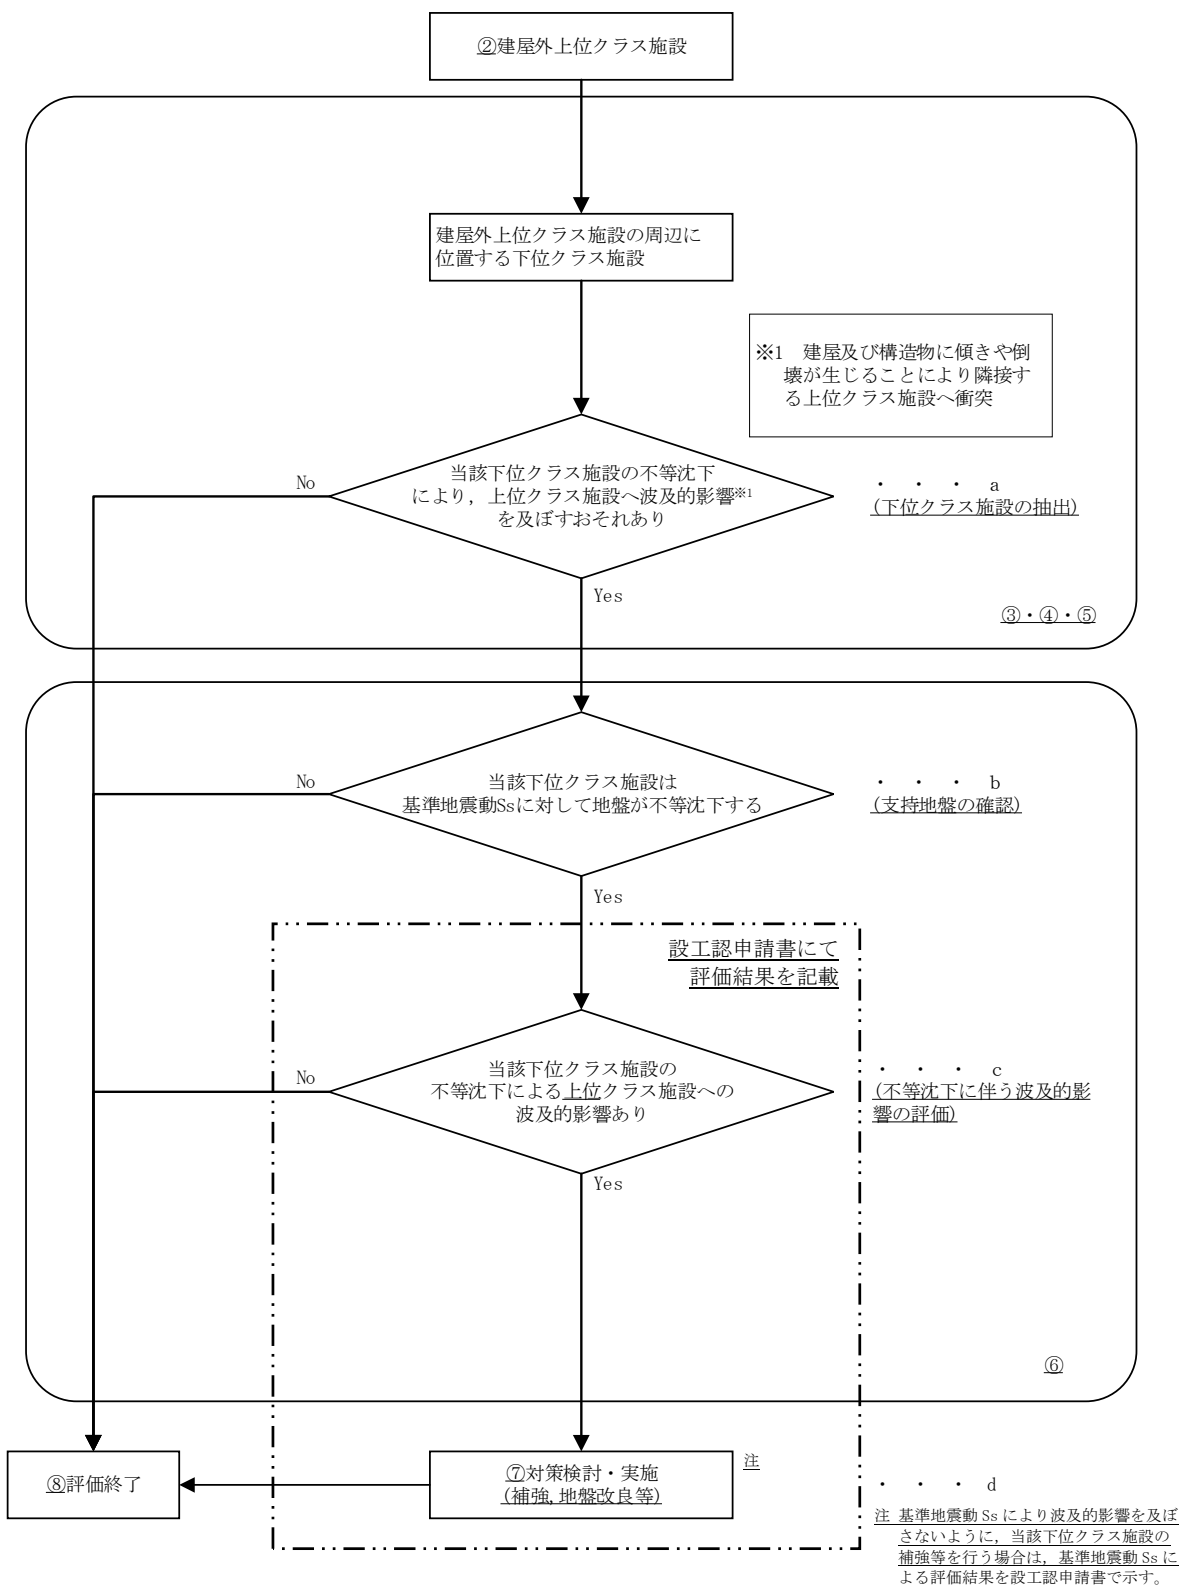 ②建屋外上位クラス施設
建屋外上位クラス施設の周辺に
位置する下位クラス施設
※1 建屋及び構造物に傾きや倒
壊が生じることにより隣接す
る上位クラス施設へ衝突
No
当該下位クラス施設の不等沈下
により，上位クラス施設へ波及的影響※1
を及ぼすおそれあり
・ ・ ・ a
(下位クラス施設の抽出)
Yes
③・④・⑤
No
当該下位クラス施設は
基準地震動Ssに対して地盤が不等沈下する
・ ・ ・ b
(支持地盤の確認)
Yes
設工認申請書にて
評価結果を記載
No
当該下位クラス施設の
不等沈下による上位クラス施設への
波及的影響あり
・ ・ ・ c
(不等沈下に伴う波及的影
響の評価)
Yes
⑥
⑧評価終了
⑦対策検討・実施
(補強,地盤改良等)
注
・ ・ ・ d
注 基準地震動 Ss により波及的影響を及ぼ
さないように，当該下位クラス施設の
補強等を行う場合は，基準地震動 Ss に
よる評価結果を設工認申請書で示す。